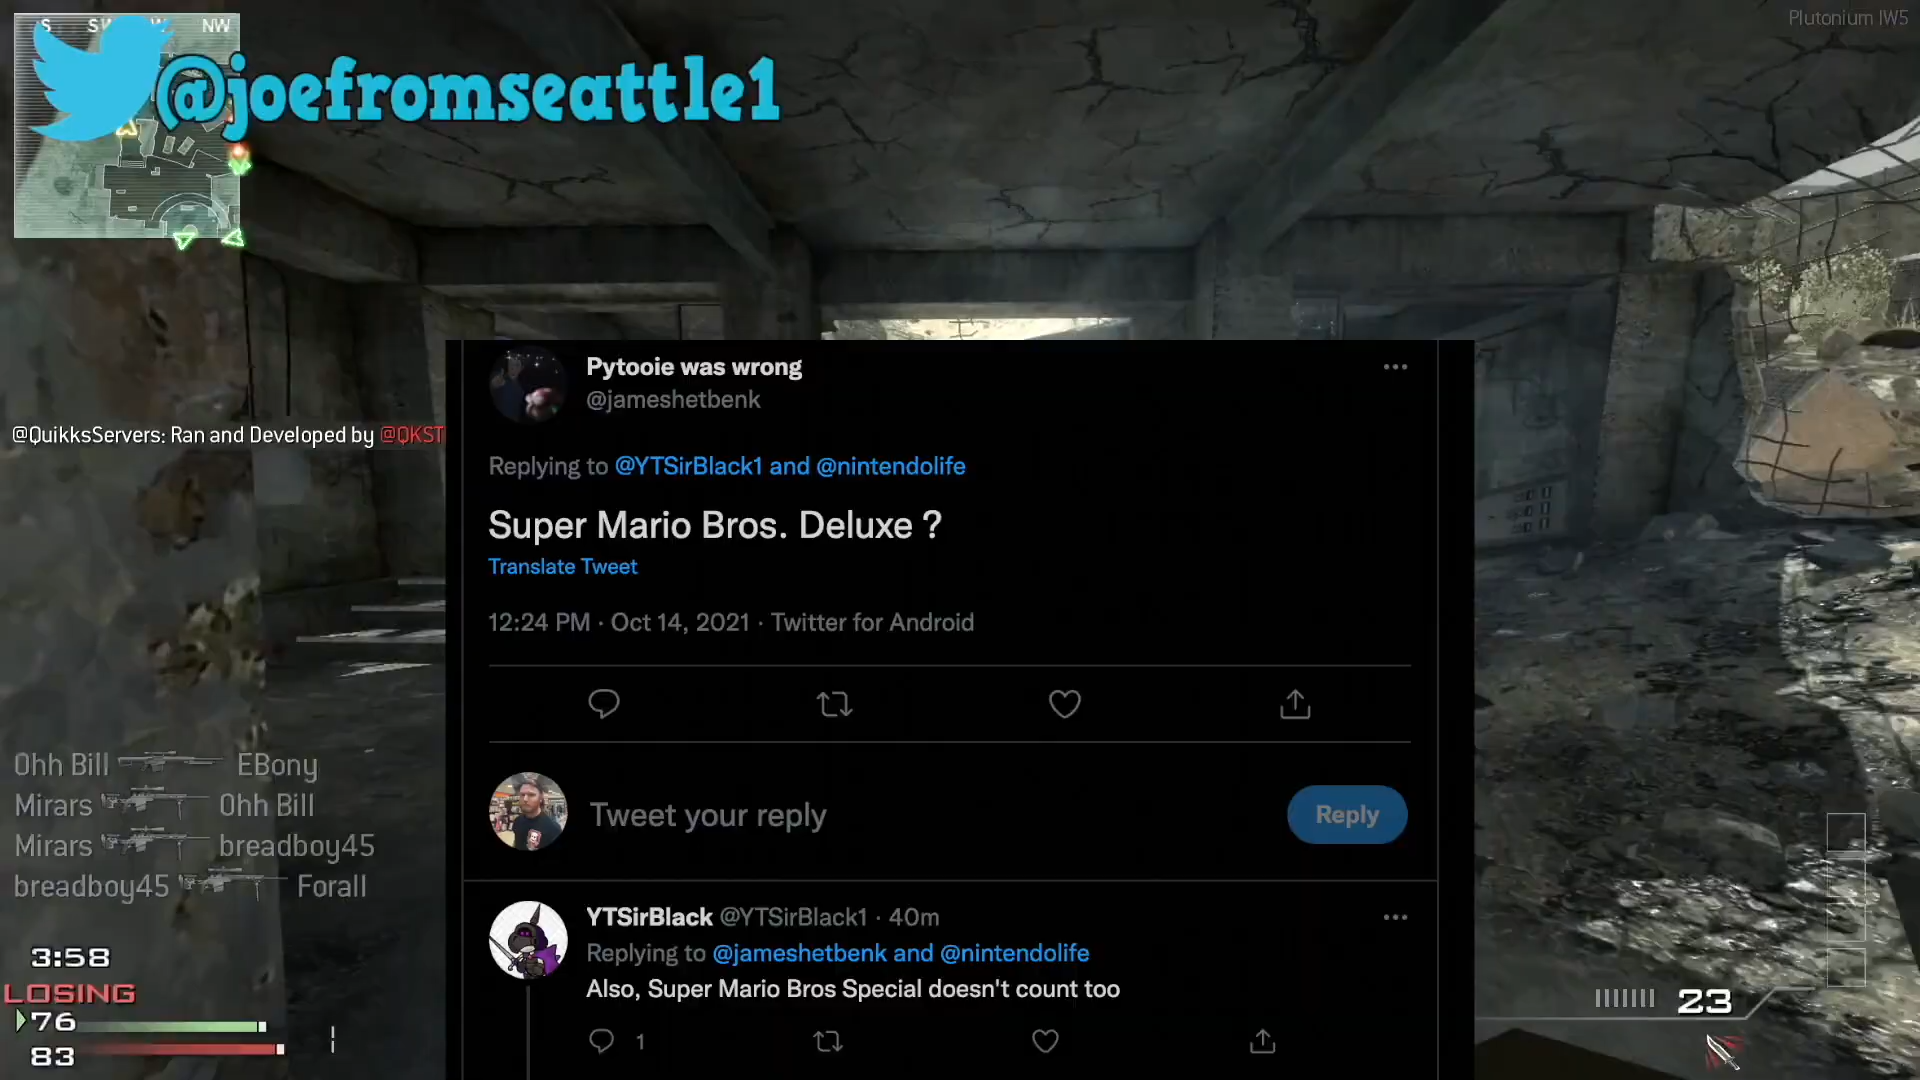 S SW W NW
Plutonium IW5
@joefromseattle1
Pytooie was wrong
@jameshetbenk
@QuikksServers: Ran and Developed by @QKST
Replying to @YTSirBlack1 and @nintendolife
Super Mario Bros. Deluxe ?
Translate Tweet
12:24 PM · Oct 14, 2021 · Twitter for Android
Ohh Bill EBony
Mirars Ohh Bill
Mirars breadboy45
breadboy45 Forall
Tweet your reply
Reply
YTSirBlack @YTSirBlack1 · 40m
Replying to @jameshetbenk and @nintendolife
Also, Super Mario Bros Special doesn't count too
1
3:58
LOSING
76
83
23